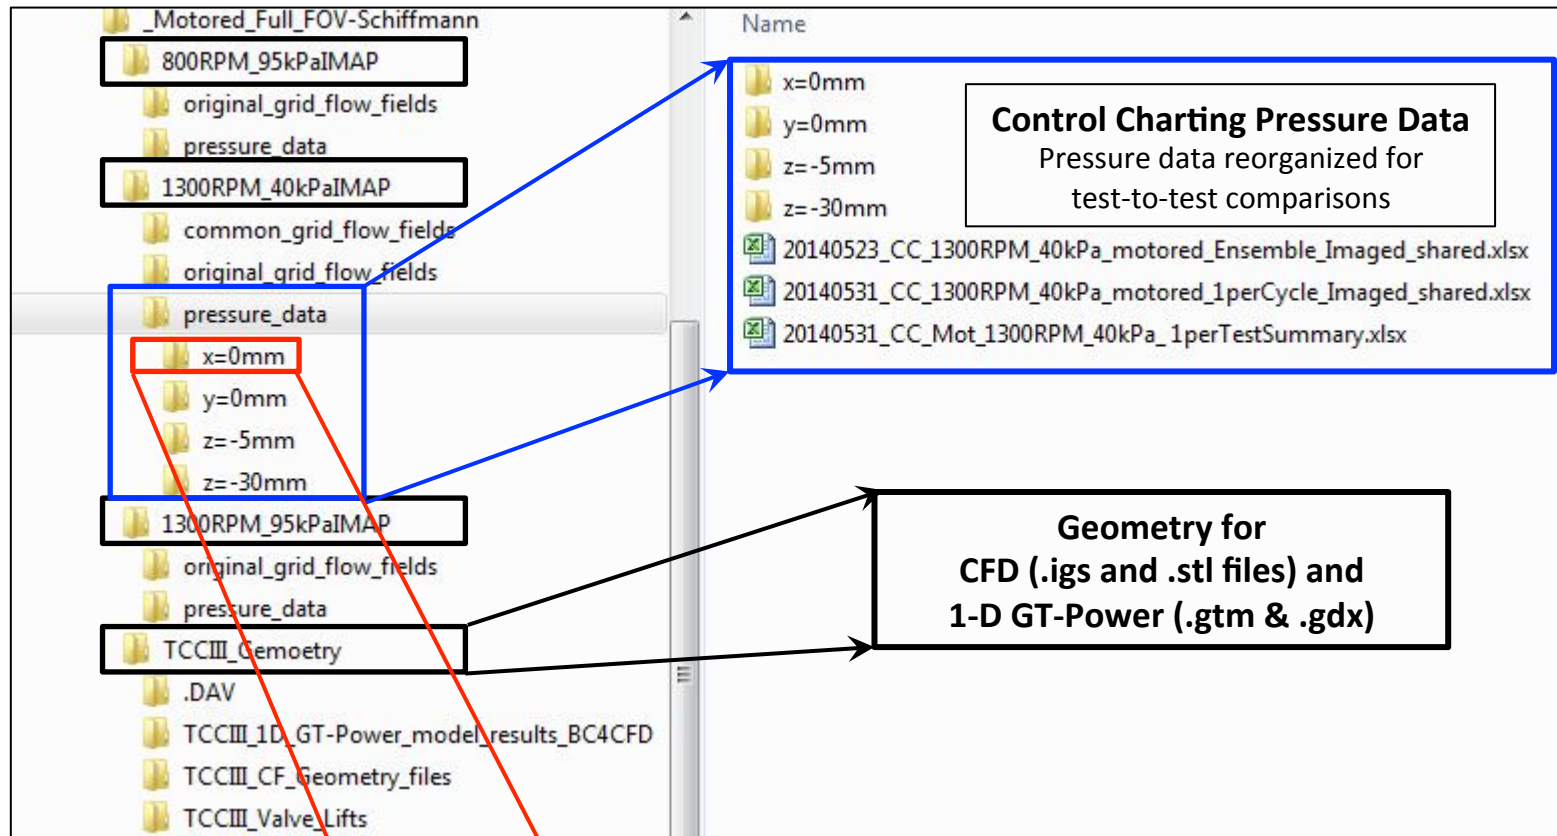 _Motored_Full_FOV-Schiffmann
800RPM_95kPaIMAP
original_grid_flow_fields
pressure_data
1300RPM_40kPaIMAP
common_grid_flow_fields
original_grid_flow_fields
pressure_data
x=0mm
y=0mm
z=-5mm
z=-30mm
1300RPM_95kPaIMAP
original_grid_flow_fields
pressure_data
TCCIII_Gemoetry
.DAV
TCCIII_1D_GT-Power_model_results_BC4CFD
TCCIII_CF_Geometry_files
TCCIII_Valve_Lifts
Name
x=0mm
y=0mm
z=-5mm
z=-30mm
20140523_CC_1300RPM_40kPa_motored_Ensemble_Imaged_shared.xlsx
20140531_CC_1300RPM_40kPa_motored_1perCycle_Imaged_shared.xlsx
20140531_CC_Mot_1300RPM_40kPa_ 1perTestSummary.xlsx
Control Charting Pressure Data
Pressure data reorganized for
test-to-test comparisons
Geometry for
CFD (.igs and .stl files) and
1-D GT-Power (.gtm & .gdx)